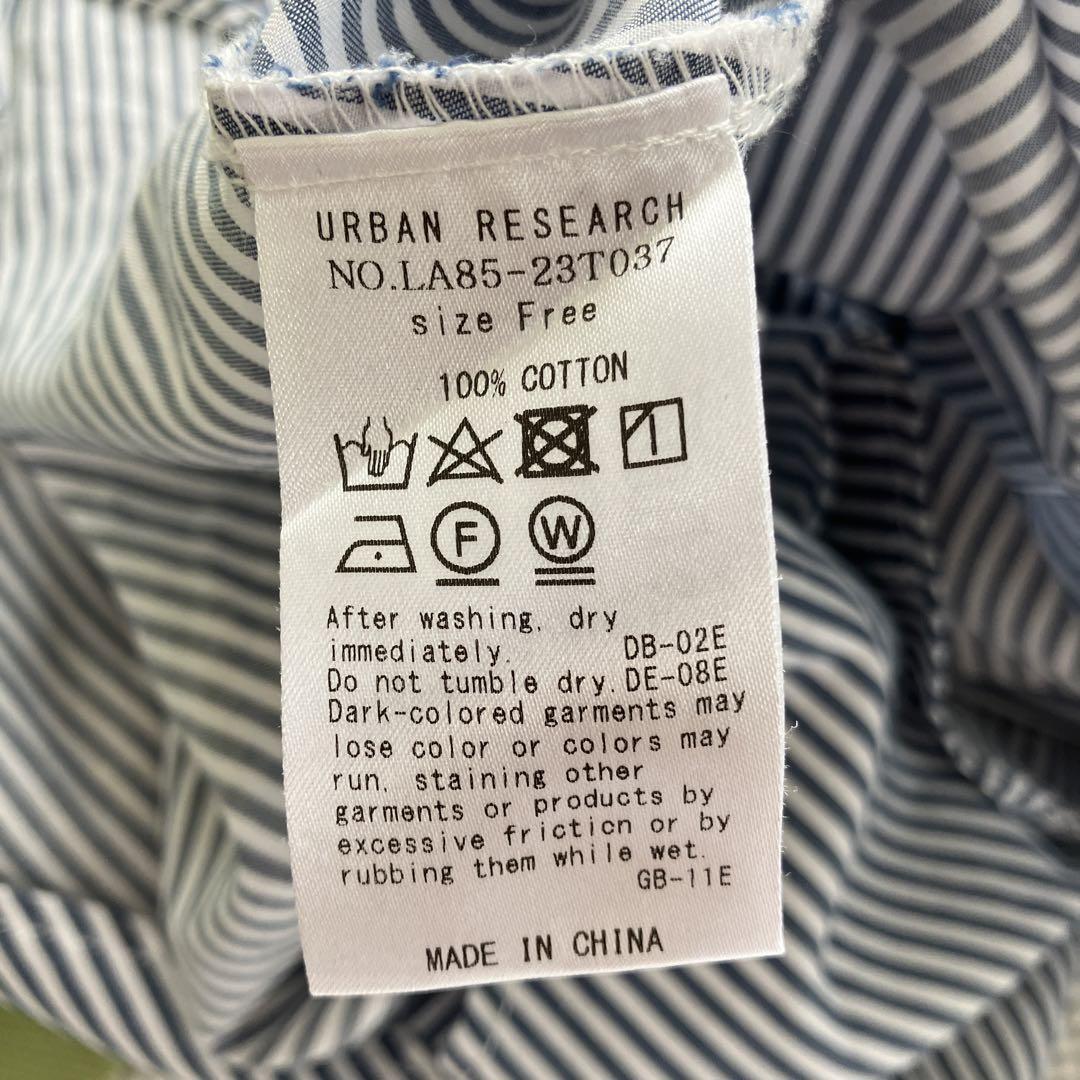 URBAN RESEARCH
NO.LA85-23T037
size Free
100% COTTON
F W
After washing, dry
immediately. DB-02E
Do not tumble dry. DE-08E
Dark-colored garments may
lose color or colors may
run, staining other
garments or products by
excessive friction or by
rubbing them while wet.
GB-11E
MADE IN CHINA